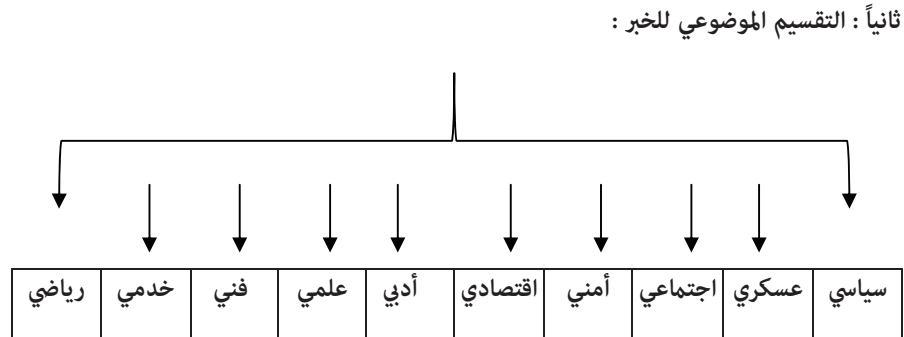 ثانياً : التقسيم الموضوعي للخبر :
سياسي عسكري اجتماعي أمني اقتصادي أدبي علمي فني خدمي رياضي